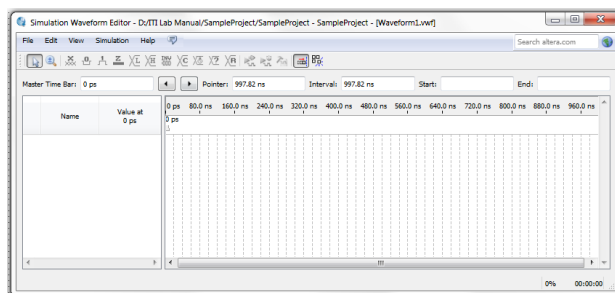 Simulation Waveform Editor - D:/ITI Lab Manual/SampleProject/SampleProject - SampleProject - [Waveform1.vwf]
File Edit View Simulation Help Search altera.com
Master Time Bar: 0 ps Pointer: 997.82 ns Interval: 997.82 ns Start: End:
Name Value at 0 ps
0 ps 80.0 ns 160.0 ns 240.0 ns 320.0 ns 400.0 ns 480.0 ns 560.0 ns 640.0 ns 720.0 ns 800.0 ns 880.0 ns 960.0 ns
0 ps
0% 00:00:00